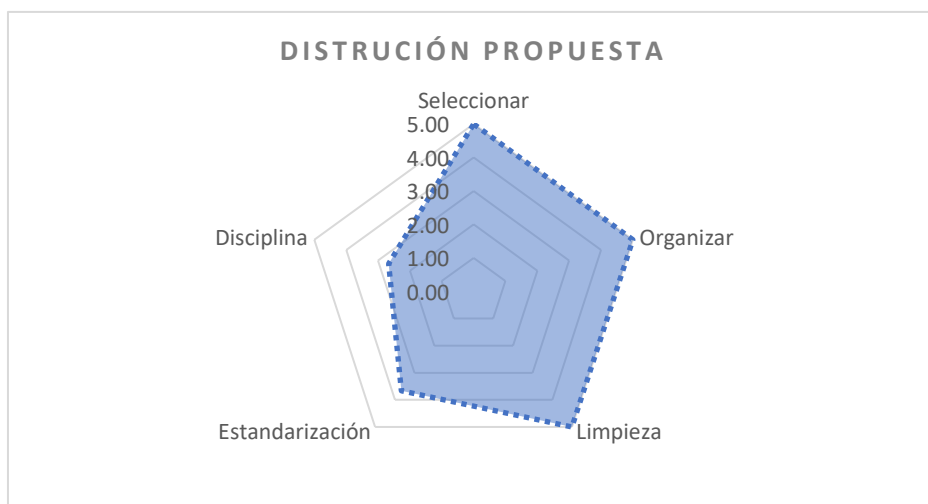 DISTRUCIÓN PROPUESTA
Seleccionar
5.00
4.00
3.00
2.00
1.00
0.00
Organizar
Limpieza
Estandarización
Disciplina